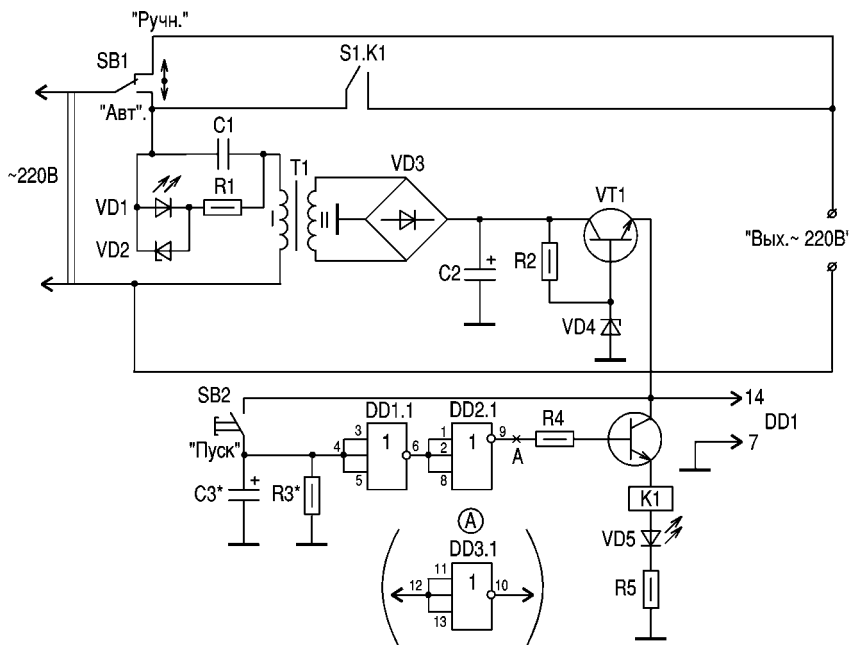 "Ручн."
SB1
S1.K1
"Авт".
C1
~220В
T1
VD3
VD1
R1
I
II
VT1
VD2
"Вых.~ 220В"
C2
+
R2
VD4
SB2
14
DD1.1
DD2.1
R4
DD1
"Пуск"
3
4
5
1
6
1
2
8
1
9
A
7
C3*
+
R3*
K1
A
VD5
DD3.1
11
12
13
1
10
R5